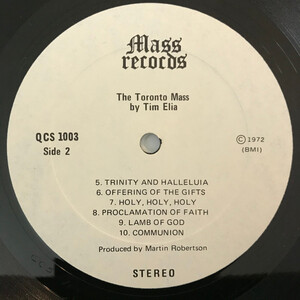 Mass
records
The Toronto Mass
by Tim Elia
QCS 1003
Side 2
© 1972
(BMI)
5. TRINITY AND HALLELUIA
6. OFFERING OF THE GIFTS
7. HOLY, HOLY, HOLY
8. PROCLAMATION OF FAITH
9. LAMB OF GOD
10. COMMUNION
Produced by Martin Robertson
STEREO